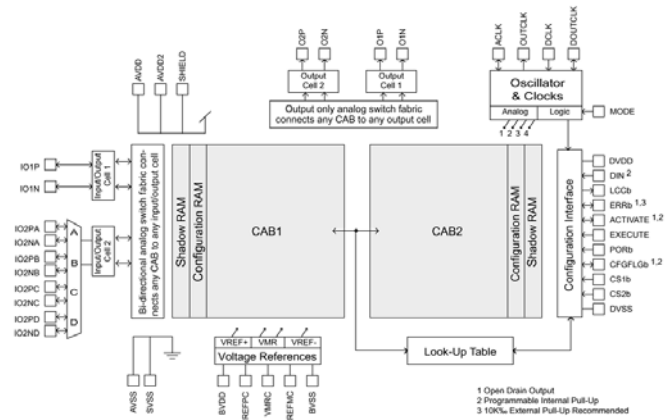 O2P
O2N
O1P
O1N
ACLK
OUTCLK
DCLK
DOUTCLK
AVDD
AVDD2
SHIELD
Output
Cell 2
Output
Cell 1
Output only analog switch fabric
connects any CAB to any output cell
Oscillator
& Clocks
Analog
Logic
1 2 3 4
MODE
IO1P
IO1N
Input/Output
Cell 1
Bi-directional analog switch fabric con-
nects any CAB to any input/output cell
Shadow RAM
Configuration RAM
CAB1
CAB2
Configuration RAM
Shadow RAM
Configuration Interface
DVDD
DIN 2
LCCb
ERRb 1,3
ACTIVATE 1,2
EXECUTE
PORb
CFGFLGb 1,2
CS1b
CS2b
DVSS
IO2PA
IO2NA
IO2PB
IO2NB
IO2PC
IO2NC
IO2PD
IO2ND
A
B
C
D
Input/Output
Cell 2
VREF+
VMR
VREF-
Voltage References
Look-Up Table
AVSS
SVSS
BVDD
REFPC
VMRC
REFMC
BVSS
1 Open Drain Output
2 Programmable Internal Pull-Up
3 10K‰ External Pull-Up Recommended